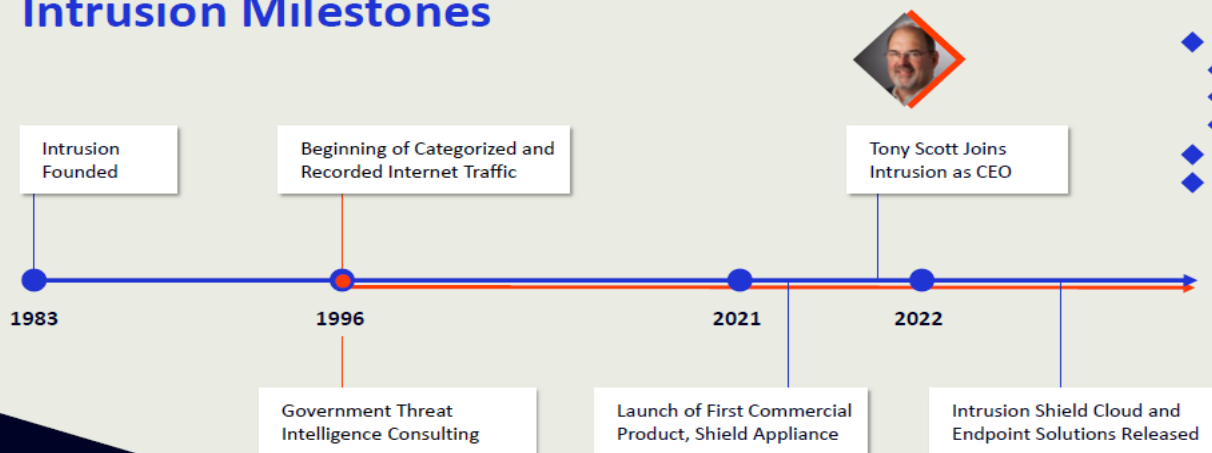 Intrusion Milestones
Intrusion
Founded
Beginning of Categorized and
Recorded Internet Traffic
Tony Scott Joins
Intrusion as CEO
1983
1996
2021
2022
Government Threat
Intelligence Consulting
Launch of First Commercial
Product, Shield Appliance
Intrusion Shield Cloud and
Endpoint Solutions Released